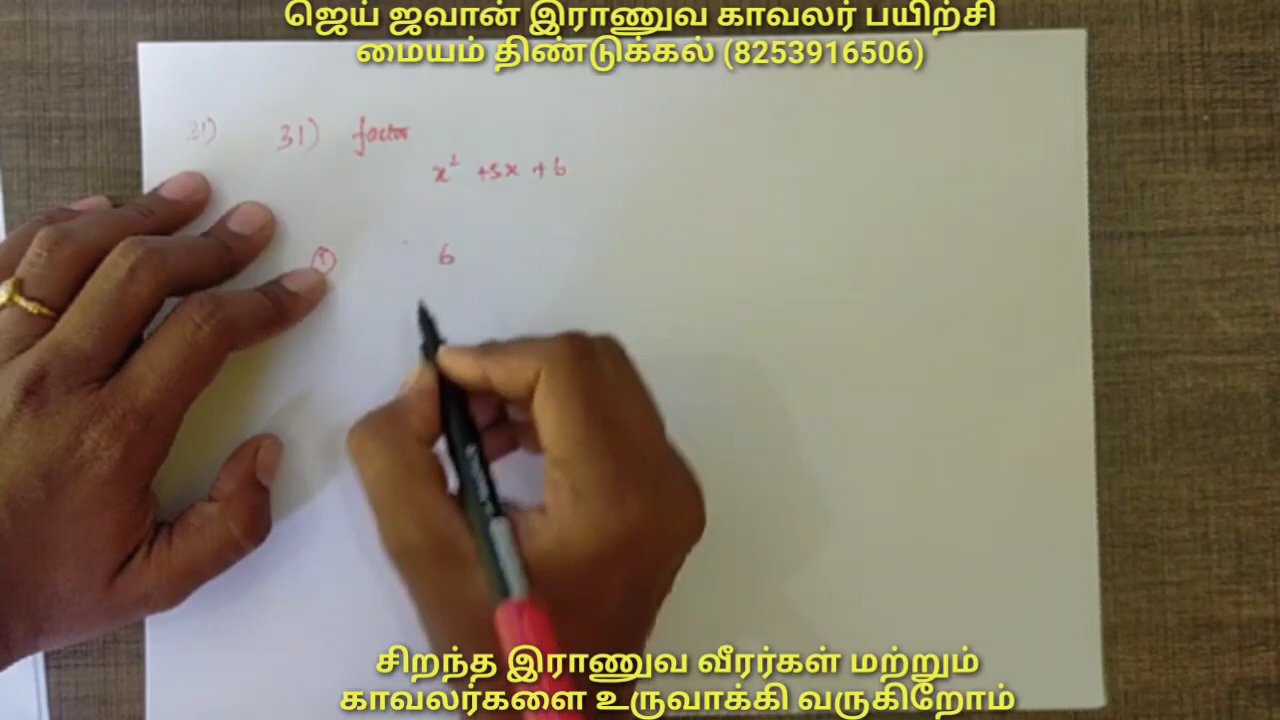 ஜெய் ஜவான் இராணுவ காவலர் பயிற்சி
மையம் திண்டுக்கல் (8253916506)
31) 31) factor
x² +5x + 6
6
சிறந்த இராணுவ வீரர்கள் மற்றும்
காவலர்களை உருவாக்கி வருகிறோம்